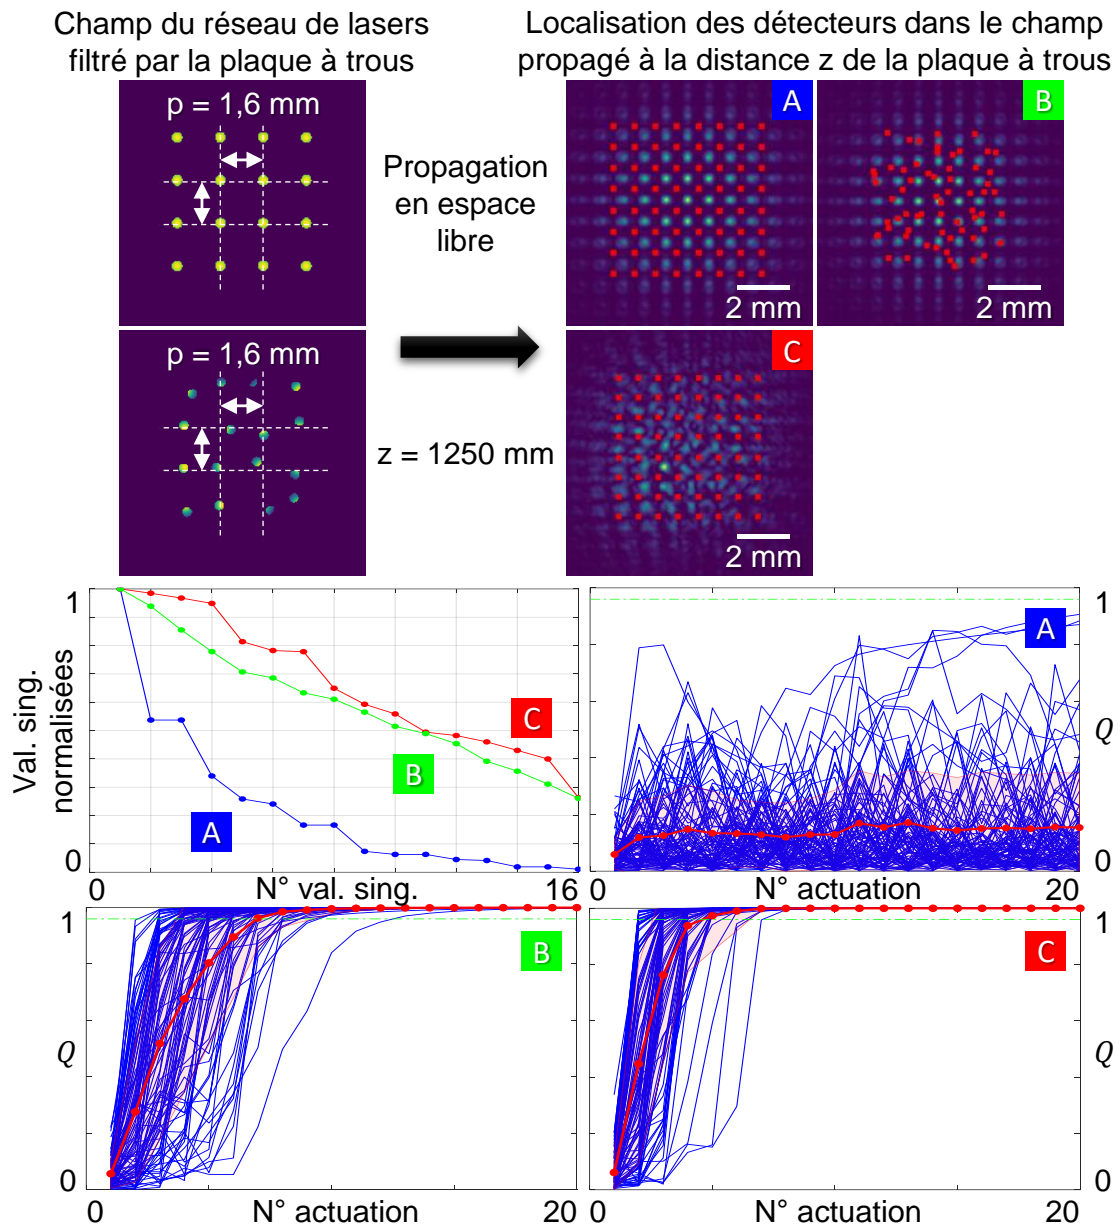 Champ du réseau de lasers
filtré par la plaque à trous
Localisation des détecteurs dans le champ
propagé à la distance z de la plaque à trous
p = 1,6 mm
A
2 mm
B
2 mm
Propagation
en espace
libre
p = 1,6 mm
z = 1250 mm
C
2 mm
Val. sing.
normalisées
1
0
A
B
C
0
N° val. sing.
16
A
1
Q
0
0
N° actuation
20
B
1
Q
0
0
N° actuation
20
C
1
Q
0
0
N° actuation
20